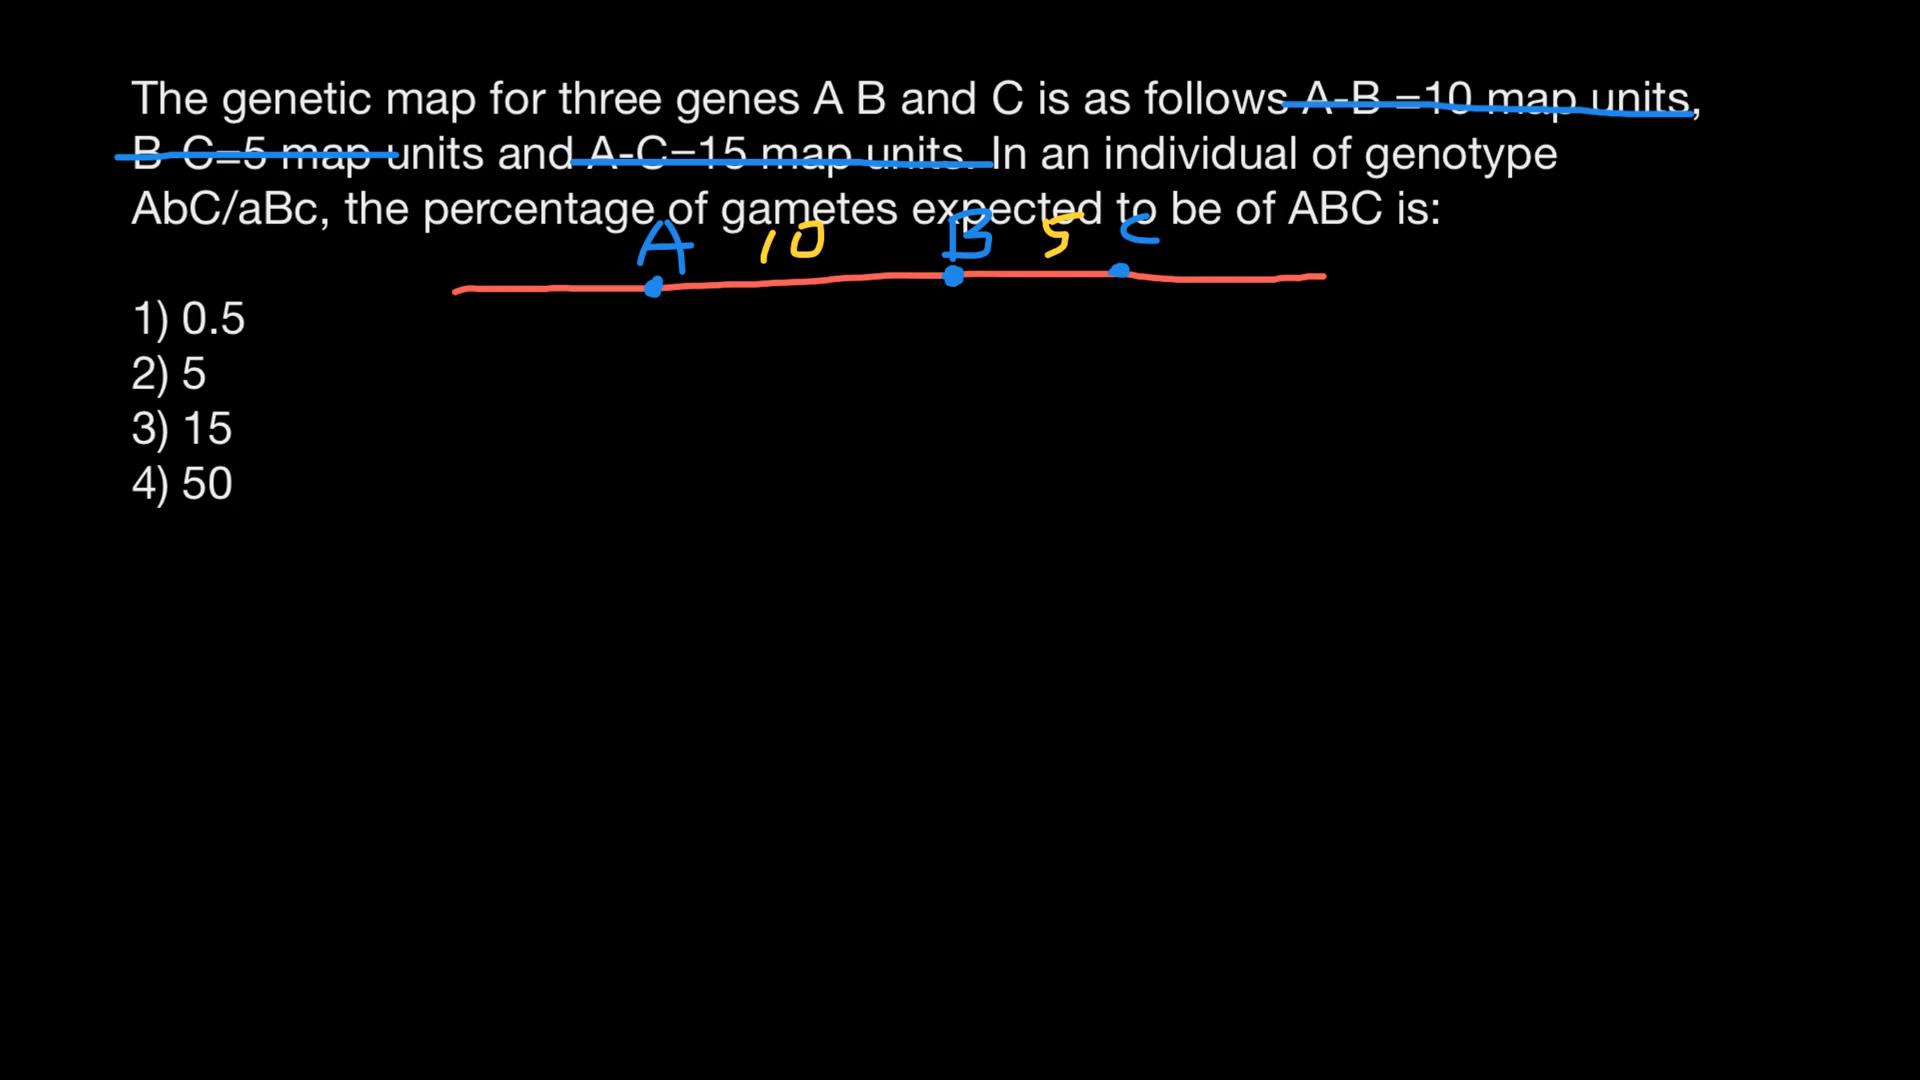 The genetic map for three genes A B and C is as follows A-B =10 map units,
B-C=5 map units and A-C=15 map units. In an individual of genotype
AbC/aBc, the percentage of gametes expected to be of ABC is:
A 10 B 5 C
1) 0.5
2) 5
3) 15
4) 50